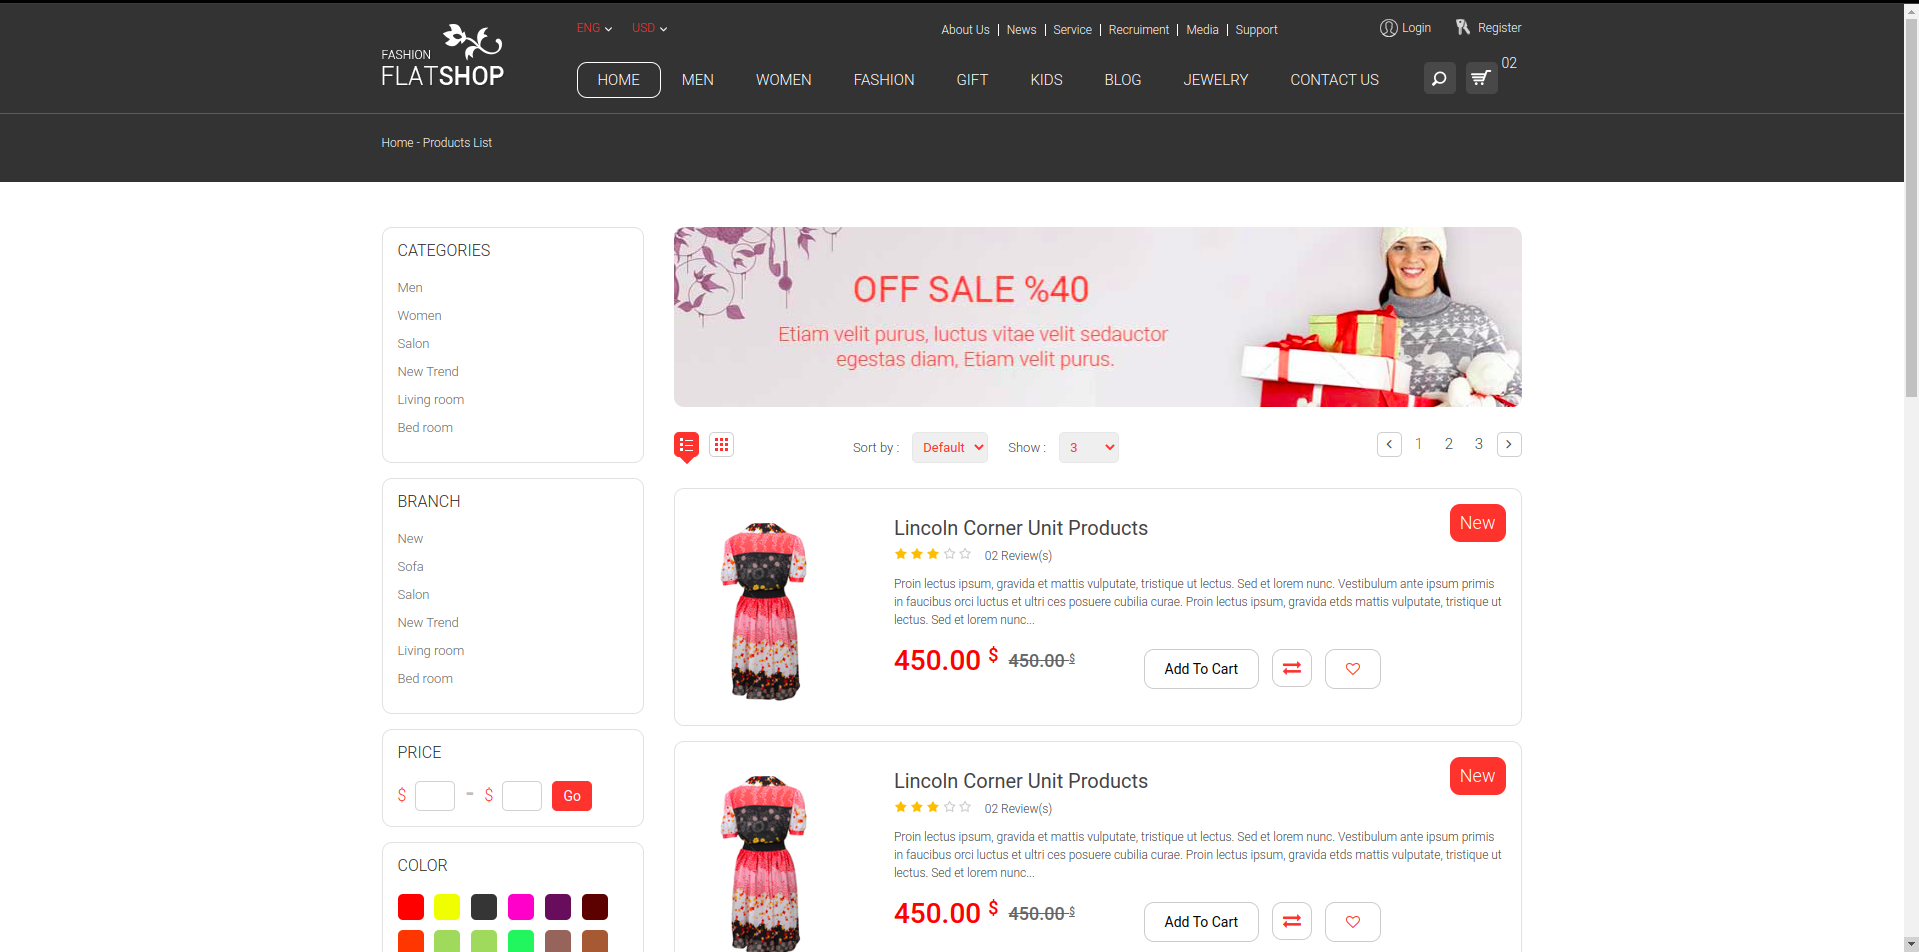 ENG USD
About Us News Service Recruiment Media Support
Login Register
FASHION
FLATSHOP
HOME MEN WOMEN FASHION GIFT KIDS BLOG JEWELRY CONTACT US
02
Home - Products List
CATEGORIES
Men
Women
Salon
New Trend
Living room
Bed room
BRANCH
New
Sofa
Salon
New Trend
Living room
Bed room
PRICE
$ - $ Go
COLOR
OFF SALE %40
Etiam velit purus, luctus vitae velit sedauctor
egestas diam, Etiam velit purus.
Sort by : Default Show : 3
1 2 3
Lincoln Corner Unit Products
New
02 Review(s)
Proin lectus ipsum, gravida et mattis vulputate, tristique ut lectus. Sed et lorem nunc. Vestibulum ante ipsum primis
in faucibus orci luctus et ultri ces posuere cubilia curae. Proin lectus ipsum, gravida etds mattis vulputate, tristique ut
lectus. Sed et lorem nunc...
450.00 $ 450.00 $
Add To Cart
Lincoln Corner Unit Products
New
02 Review(s)
Proin lectus ipsum, gravida et mattis vulputate, tristique ut lectus. Sed et lorem nunc. Vestibulum ante ipsum primis
in faucibus orci luctus et ultri ces posuere cubilia curae. Proin lectus ipsum, gravida etds mattis vulputate, tristique ut
lectus. Sed et lorem nunc...
450.00 $ 450.00 $
Add To Cart